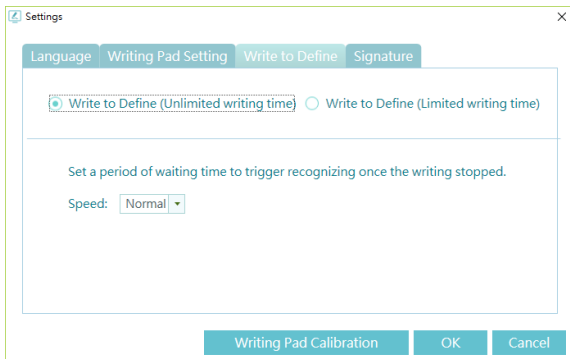 Settings
Language Writing Pad Setting Write to Define Signature
Write to Define (Unlimited writing time) Write to Define (Limited writing time)
Set a period of waiting time to trigger recognizing once the writing stopped.
Speed: Normal
Writing Pad Calibration OK Cancel